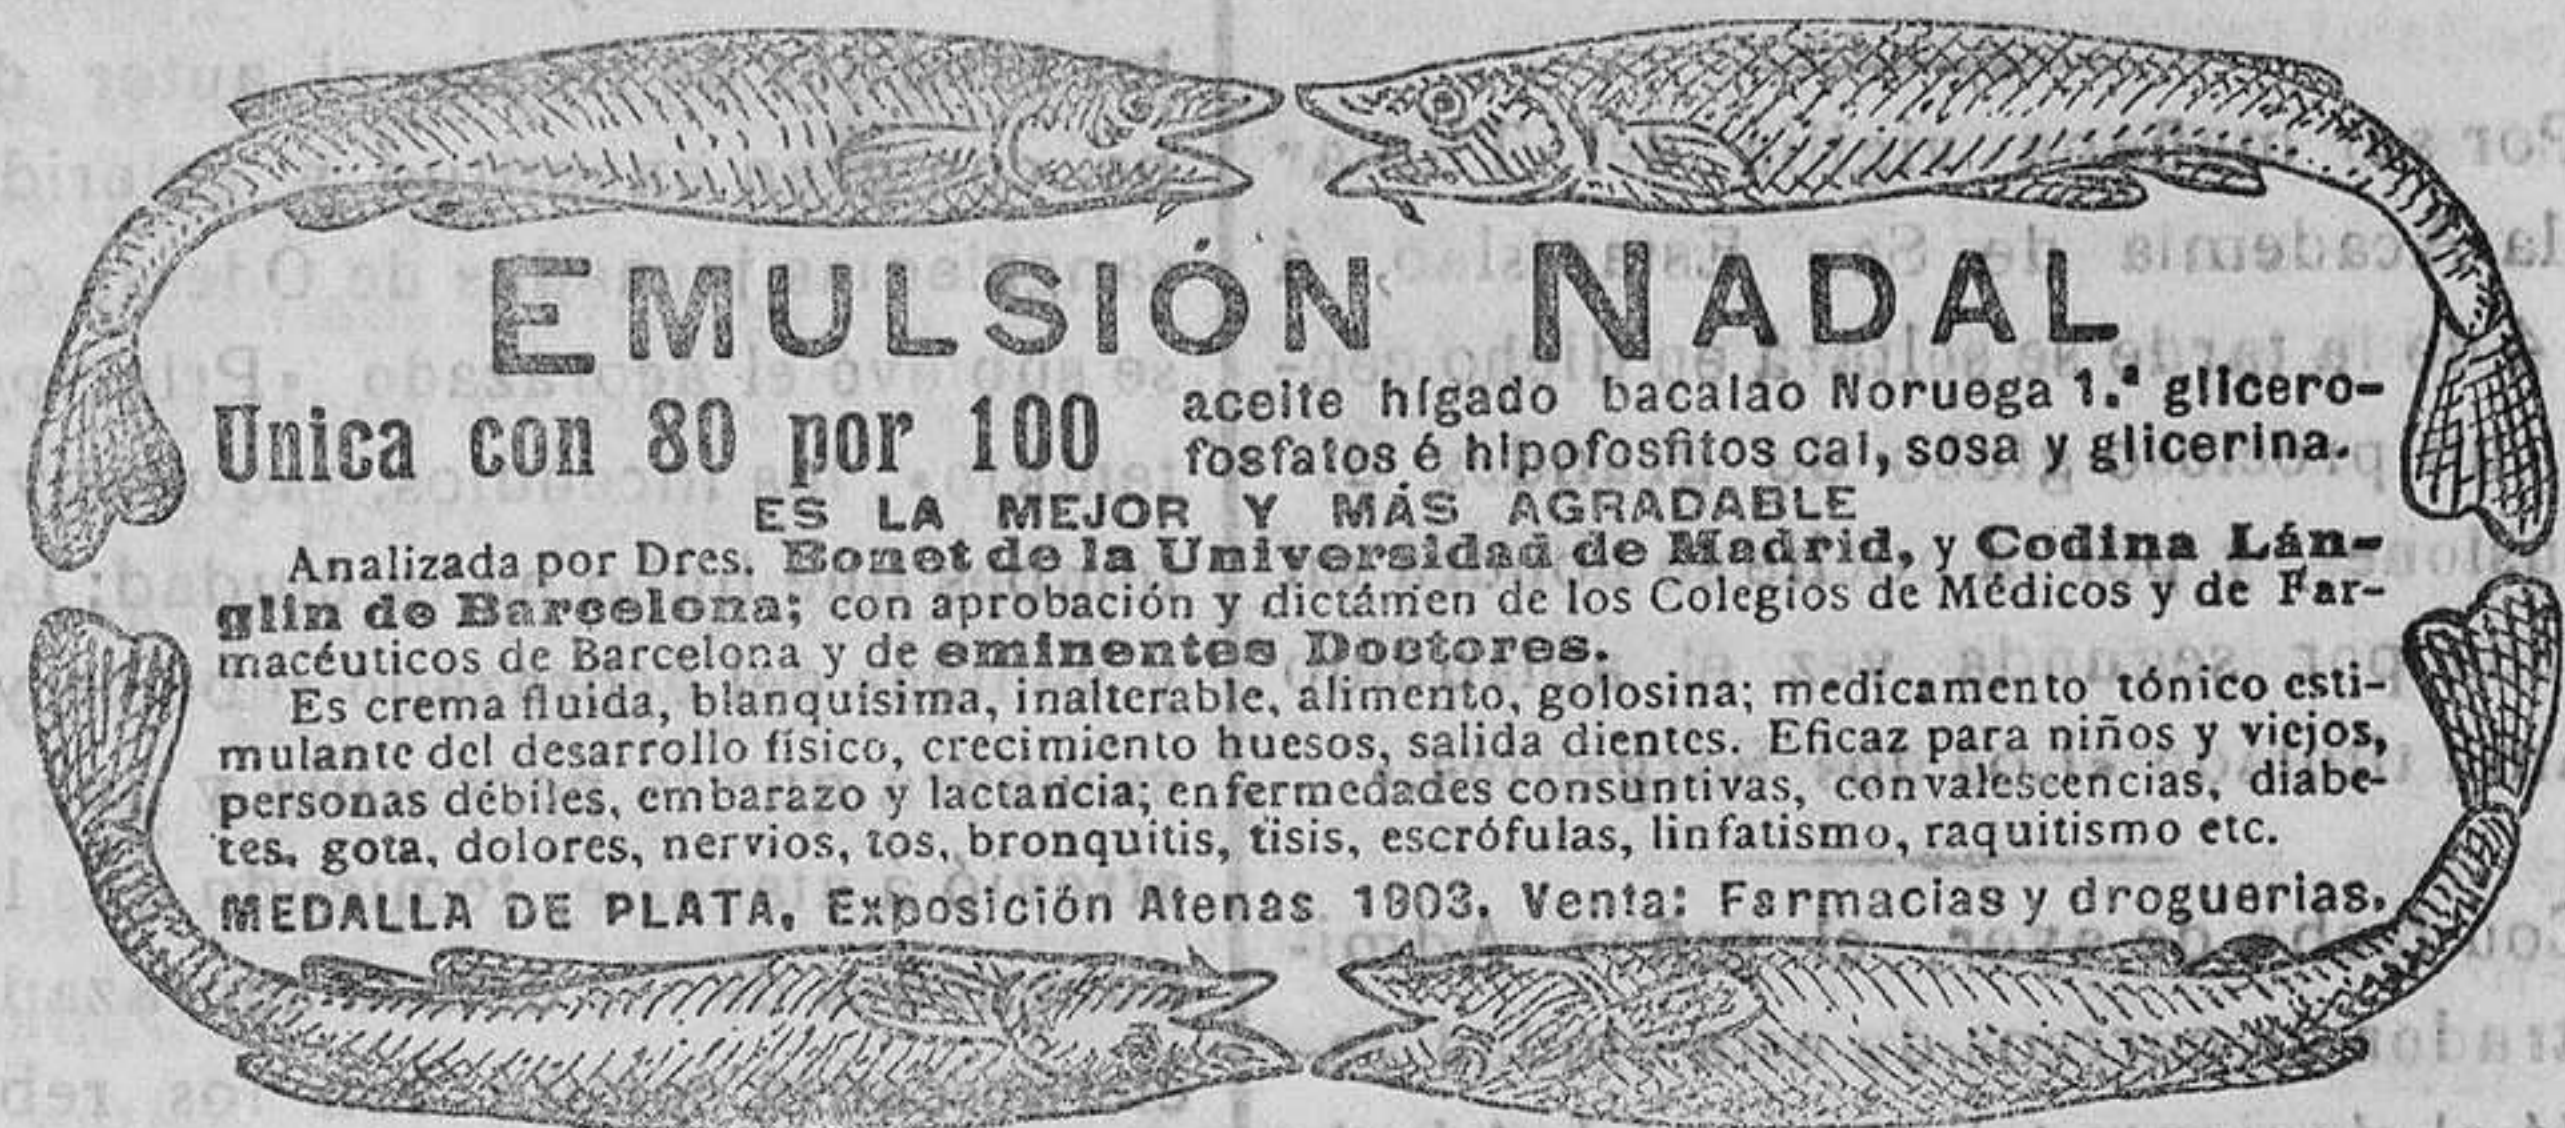 EMULSIÓN NADAL
Unica con 80 por 100 aceite hígado bacalao Noruega 1.ª glicero-
fosfatos é hipofosfitos cal, sosa y glicerina.
ES LA MEJOR Y MÁS AGRADABLE
Analizada por Dres. Bonet de la Universidad de Madrid, y Codina Lán-
glin de Barcelona; con aprobación y dictámen de los Colegios de Médicos y de Far-
macéuticos de Barcelona y de eminentes Doctores.
Es crema fluida, blanquísima, inalterable, alimento, golosina; medicamento tónico esti-
mulante del desarrollo físico, crecimiento huesos, salida dientes. Eficaz para niños y viejos,
personas débiles, embarazo y lactancia; enfermedades consuntivas, convalescencias, diabe-
tes, gota, dolores, nervios, tos, bronquitis, tisis, escrófulas, linfatismo, raquitismo etc.
MEDALLA DE PLATA, Exposición Atenas 1903. Venta: Farmacias y droguerias.